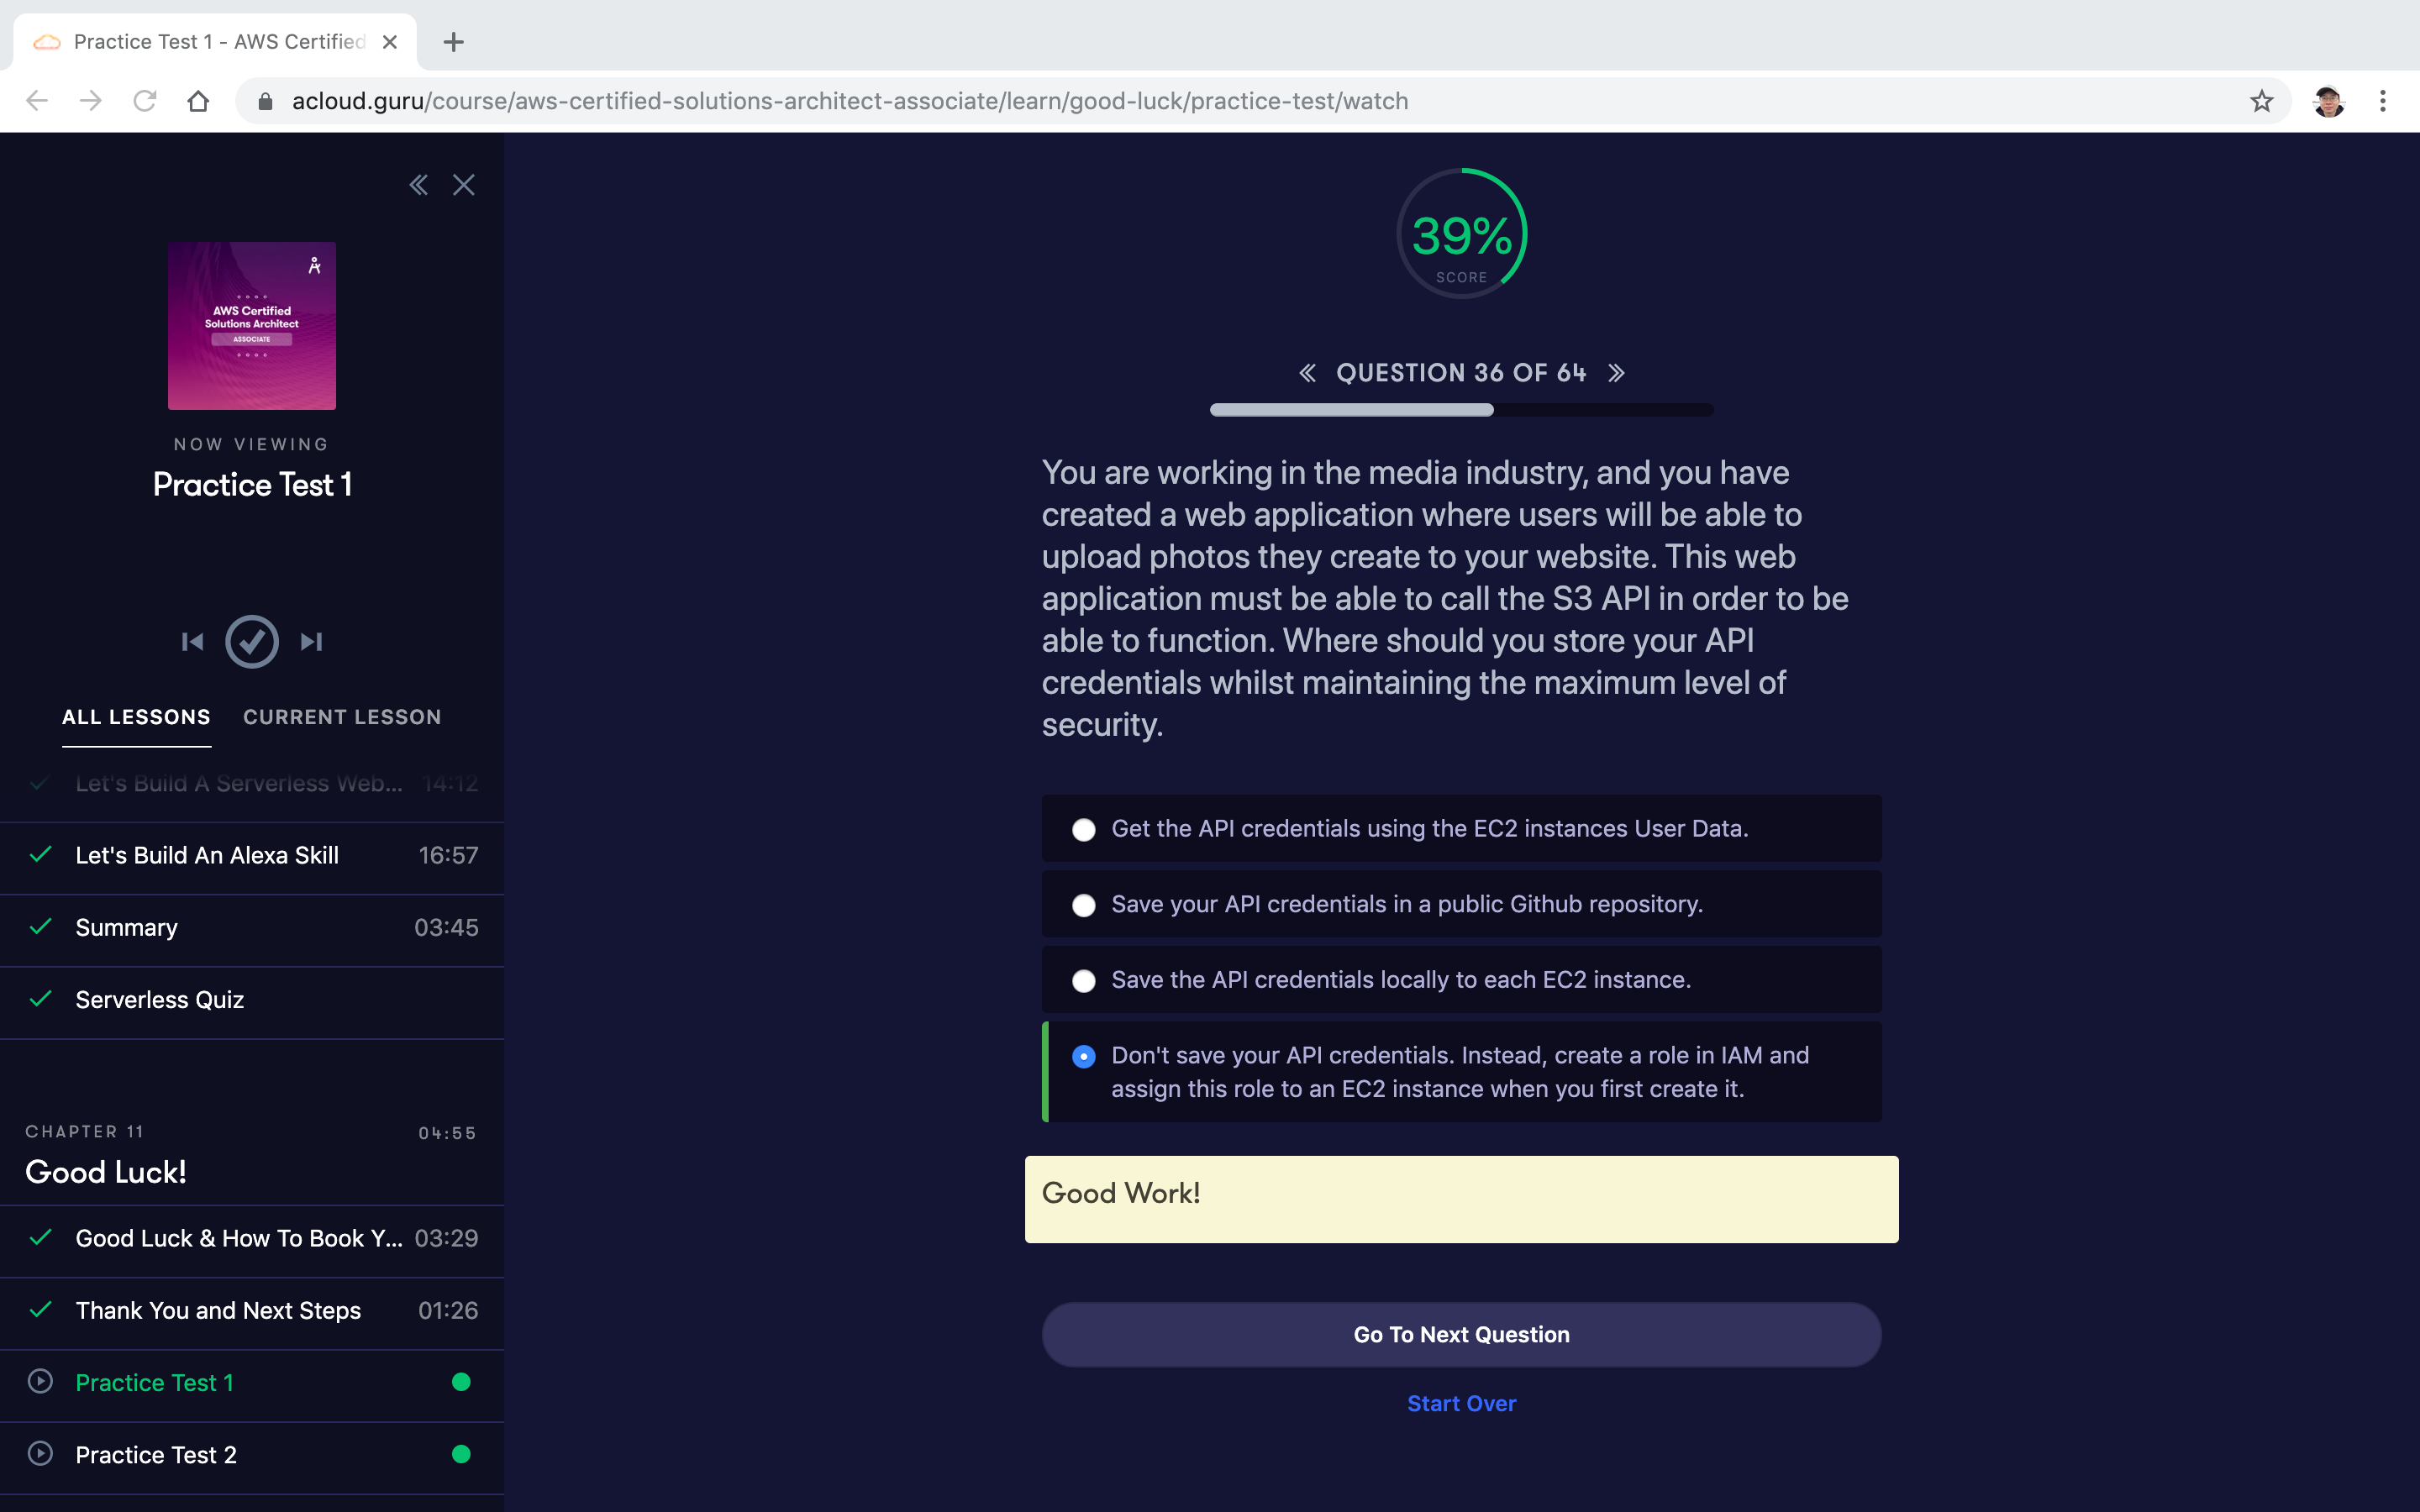 Practice Test 1 - AWS Certified
acloud.guru/course/aws-certified-solutions-architect-associate/learn/good-luck/practice-test/watch
AWS Certified
Solutions Architect
ASSOCIATE
NOW VIEWING
Practice Test 1
ALL LESSONS CURRENT LESSON
Let's Build A Serverless Web... 14:12
Let's Build An Alexa Skill 16:57
Summary 03:45
Serverless Quiz
CHAPTER 11 04:55
Good Luck!
Good Luck & How To Book Y... 03:29
Thank You and Next Steps 01:26
Practice Test 1
Practice Test 2
39%
SCORE
QUESTION 36 OF 64
You are working in the media industry, and you have
created a web application where users will be able to
upload photos they create to your website. This web
application must be able to call the S3 API in order to be
able to function. Where should you store your API
credentials whilst maintaining the maximum level of
security.
Get the API credentials using the EC2 instances User Data.
Save your API credentials in a public Github repository.
Save the API credentials locally to each EC2 instance.
Don't save your API credentials. Instead, create a role in IAM and
assign this role to an EC2 instance when you first create it.
Good Work!
Go To Next Question
Start Over